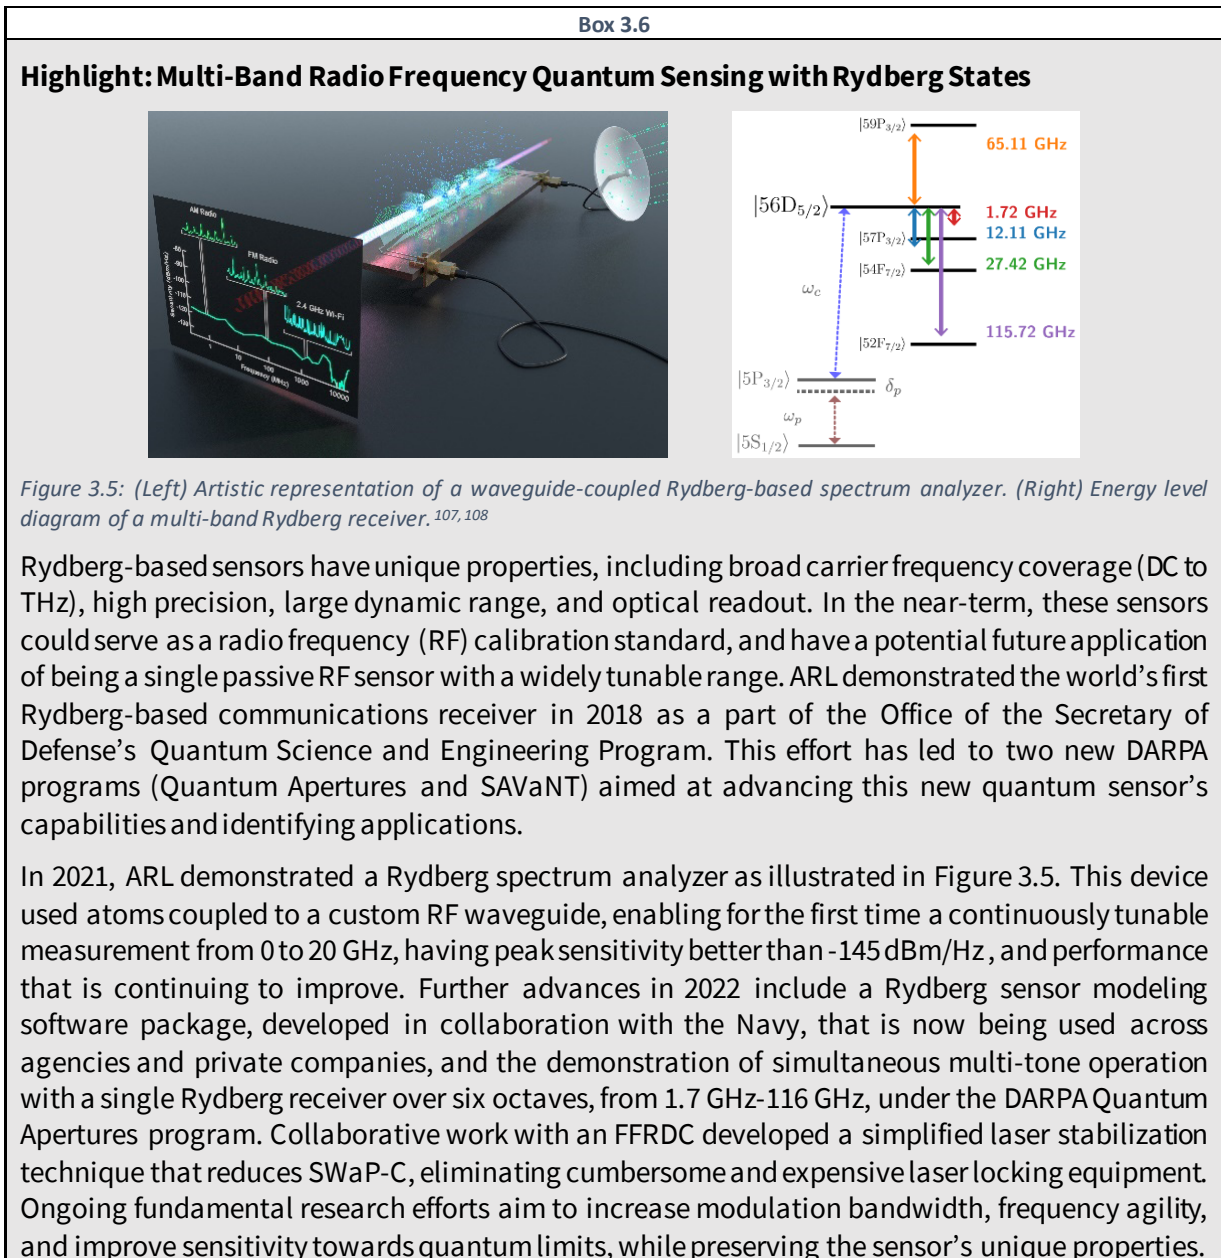 Box 3.6
Highlight: Multi-Band Radio Frequency Quantum Sensing with Rydberg States
AM Radio
FM Radio
2.4 GHz Wi-Fi
Sensitivity (dBm/Hz)
-80
-90
-100
-110
-120
-130
1
10
100
1000
10000
Frequency (MHz)
|59P3/2⟩
65.11 GHz
|56D5/2⟩
1.72 GHz
|57P3/2⟩
12.11 GHz
|54F7/2⟩
27.42 GHz
ωc
115.72 GHz
|52F7/2⟩
|5P3/2⟩
δp
ωp
|5S1/2⟩
Figure 3.5: (Left) Artistic representation of a waveguide-coupled Rydberg-based spectrum analyzer. (Right) Energy level
diagram of a multi-band Rydberg receiver.107,108
Rydberg-based sensors have unique properties, including broad carrier frequency coverage (DC to
THz), high precision, large dynamic range, and optical readout. In the near-term, these sensors
could serve as a radio frequency (RF) calibration standard, and have a potential future application
of being a single passive RF sensor with a widely tunable range. ARL demonstrated the world's first
Rydberg-based communications receiver in 2018 as a part of the Office of the Secretary of
Defense's Quantum Science and Engineering Program. This effort has led to two new DARPA
programs (Quantum Apertures and SAVaNT) aimed at advancing this new quantum sensor's
capabilities and identifying applications.
In 2021, ARL demonstrated a Rydberg spectrum analyzer as illustrated in Figure 3.5. This device
used atoms coupled to a custom RF waveguide, enabling for the first time a continuously tunable
measurement from 0 to 20 GHz, having peak sensitivity better than -145 dBm/Hz, and performance
that is continuing to improve. Further advances in 2022 include a Rydberg sensor modeling
software package, developed in collaboration with the Navy, that is now being used across
agencies and private companies, and the demonstration of simultaneous multi-tone operation
with a single Rydberg receiver over six octaves, from 1.7 GHz-116 GHz, under the DARPA Quantum
Apertures program. Collaborative work with an FFRDC developed a simplified laser stabilization
technique that reduces SWaP-C, eliminating cumbersome and expensive laser locking equipment.
Ongoing fundamental research efforts aim to increase modulation bandwidth, frequency agility,
and improve sensitivity towards quantum limits, while preserving the sensor's unique properties.